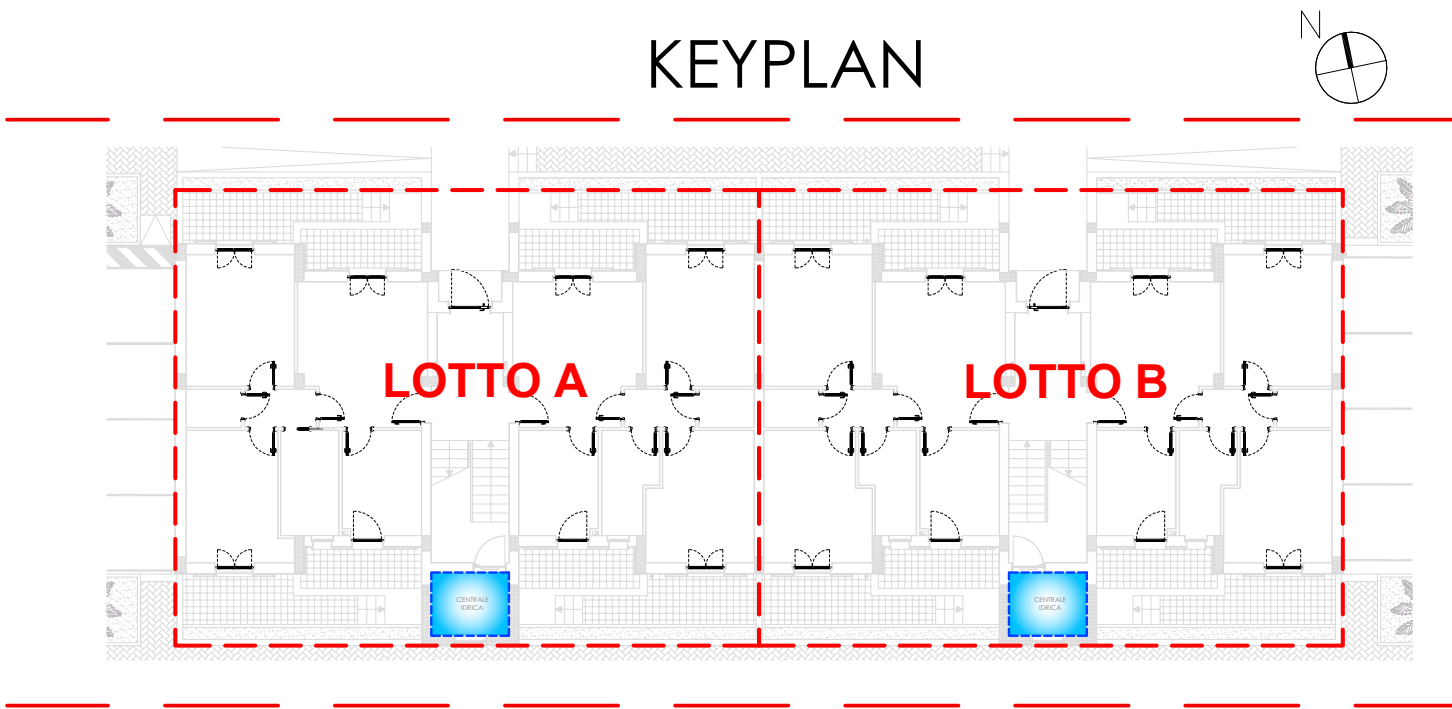 N
KEYPLAN
LOTTO A
LOTTO B
CENTRALE
IDRICA
CENTRALE
IDRICA